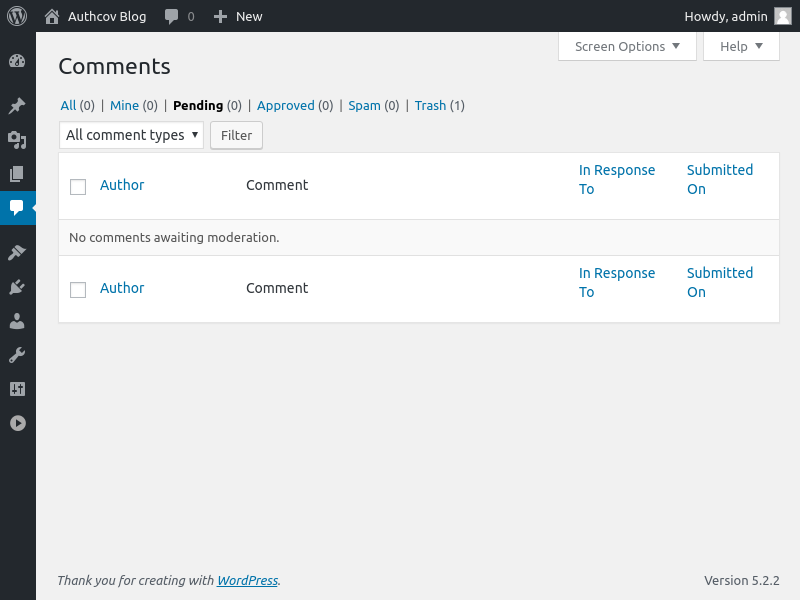 Authcov Blog 0 New Howdy, admin
Screen Options ▼ Help ▼
Comments
All (0) | Mine (0) | Pending (0) | Approved (0) | Spam (0) | Trash (1)
All comment types ▾ Filter
Author Comment In Response To Submitted On
No comments awaiting moderation.
Author Comment In Response To Submitted On
Thank you for creating with WordPress. Version 5.2.2